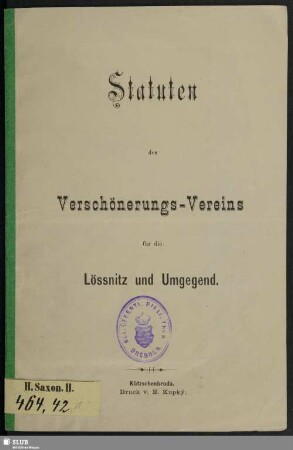 Statuten
des
Verschönerungs-Vereins
für die
Lössnitz und Umgegend.
DRESDEN
H. Saxon. H.
464, 42
Kötzschenbroda.
Druck v. H. Kupky.
SLUB